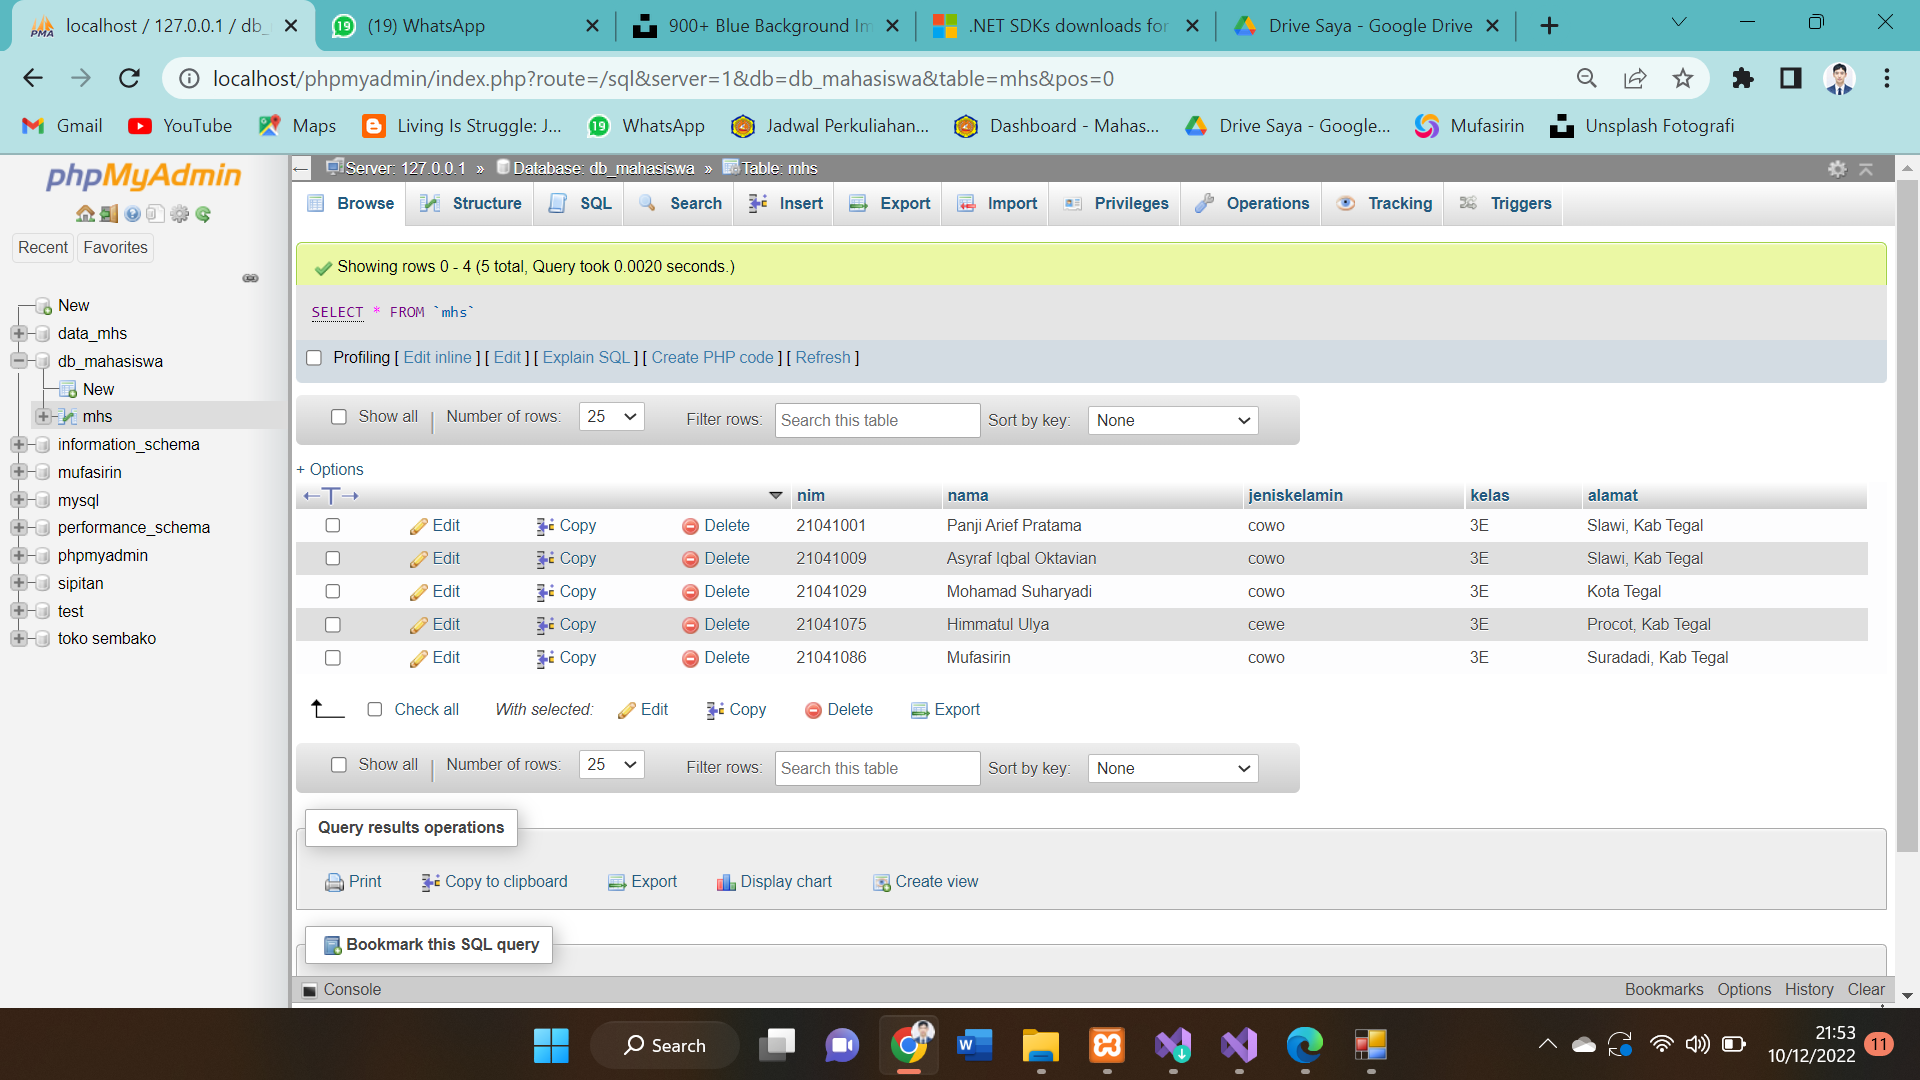 localhost / 127.0.0.1 / db_
(19) WhatsApp
900+ Blue Background Im
.NET SDKs downloads for
Drive Saya - Google Drive
localhost/phpmyadmin/index.php?route=/sql&server=1&db=db_mahasiswa&table=mhs&pos=0
Gmail YouTube Maps Living Is Struggle: J... WhatsApp Jadwal Perkuliahan... Dashboard - Mahas... Drive Saya - Google... Mufasirin Unsplash Fotografi
phpMyAdmin
Recent Favorites
New
data_mhs
db_mahasiswa
New
mhs
information_schema
mufasirin
mysql
performance_schema
phpmyadmin
sipitan
test
toko sembako
Server: 127.0.0.1 » Database: db_mahasiswa » Table: mhs
Browse Structure SQL Search Insert Export Import Privileges Operations Tracking Triggers
Showing rows 0 - 4 (5 total, Query took 0.0020 seconds.)
SELECT * FROM `mhs`
Profiling [ Edit inline ] [ Edit ] [ Explain SQL ] [ Create PHP code ] [ Refresh ]
Show all | Number of rows: 25 Filter rows: Search this table Sort by key: None
+ Options
←T→ nim nama jeniskelamin kelas alamat
Edit Copy Delete 21041001 Panji Arief Pratama cowo 3E Slawi, Kab Tegal
Edit Copy Delete 21041009 Asyraf Iqbal Oktavian cowo 3E Slawi, Kab Tegal
Edit Copy Delete 21041029 Mohamad Suharyadi cowo 3E Kota Tegal
Edit Copy Delete 21041075 Himmatul Ulya cewe 3E Procot, Kab Tegal
Edit Copy Delete 21041086 Mufasirin cowo 3E Suradadi, Kab Tegal
Check all With selected: Edit Copy Delete Export
Show all | Number of rows: 25 Filter rows: Search this table Sort by key: None
Query results operations
Print Copy to clipboard Export Display chart Create view
Bookmark this SQL query
Console Bookmarks Options History Clear
Search
21:53
10/12/2022
11